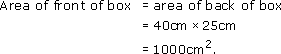 Area of front of box = area of back of box
= 40cm × 25cm
= 1000cm².